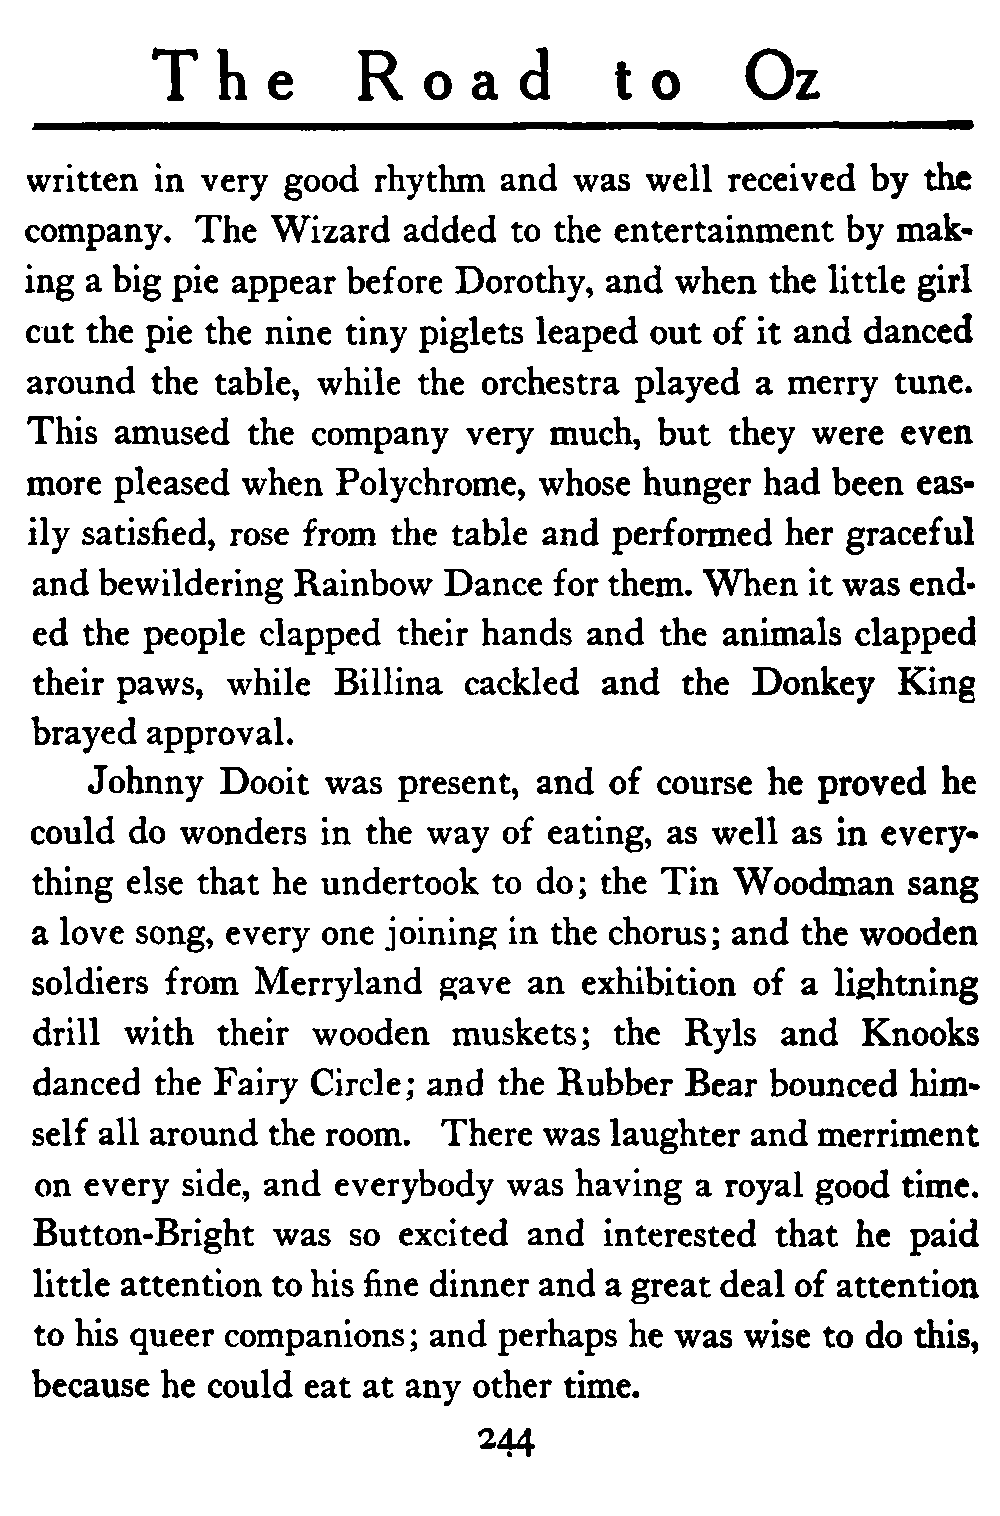 The Road to Oz
written in very good rhythm and was well received by the
company. The Wizard added to the entertainment by mak-
ing a big pie appear before Dorothy, and when the little girl
cut the pie the nine tiny piglets leaped out of it and danced
around the table, while the orchestra played a merry tune.
This amused the company very much, but they were even
more pleased when Polychrome, whose hunger had been eas-
ily satisfied, rose from the table and performed her graceful
and bewildering Rainbow Dance for them. When it was end-
ed the people clapped their hands and the animals clapped
their paws, while Billina cackled and the Donkey King
brayed approval.
Johnny Dooit was present, and of course he proved he
could do wonders in the way of eating, as well as in every-
thing else that he undertook to do; the Tin Woodman sang
a love song, every one joining in the chorus; and the wooden
soldiers from Merryland gave an exhibition of a lightning
drill with their wooden muskets; the Ryls and Knooks
danced the Fairy Circle; and the Rubber Bear bounced him-
self all around the room. There was laughter and merriment
on every side, and everybody was having a royal good time.
Button-Bright was so excited and interested that he paid
little attention to his fine dinner and a great deal of attention
to his queer companions; and perhaps he was wise to do this,
because he could eat at any other time.
244